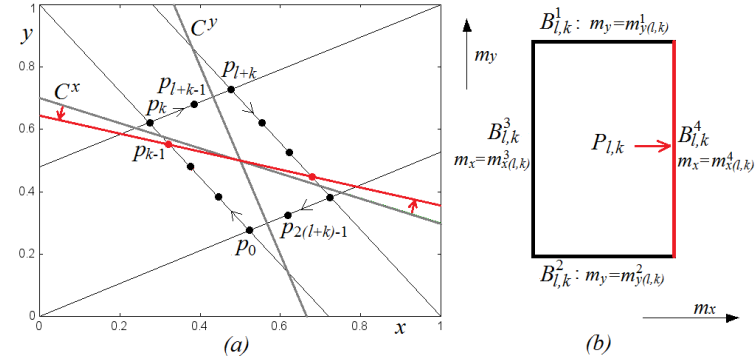 1
y
C^y
0.8
p_{l+k}
p_{l+k-1}
C^x
p_k
0.6
p_{k-1}
0.4
p_{2(l+k)-1}
p_0
0.2
0
0 0.2 0.4 0.6 0.8 x 1
(a)
B^1_{l,k} : m_y=m^1_{y(l,k)}
m_y
B^3_{l,k}
m_x=m^3_{x(l,k)}
P_{l,k}
B^4_{l,k}
m_x=m^4_{x(l,k)}
B^2_{l,k} : m_y=m^2_{y(l,k)}
m_x
(b)